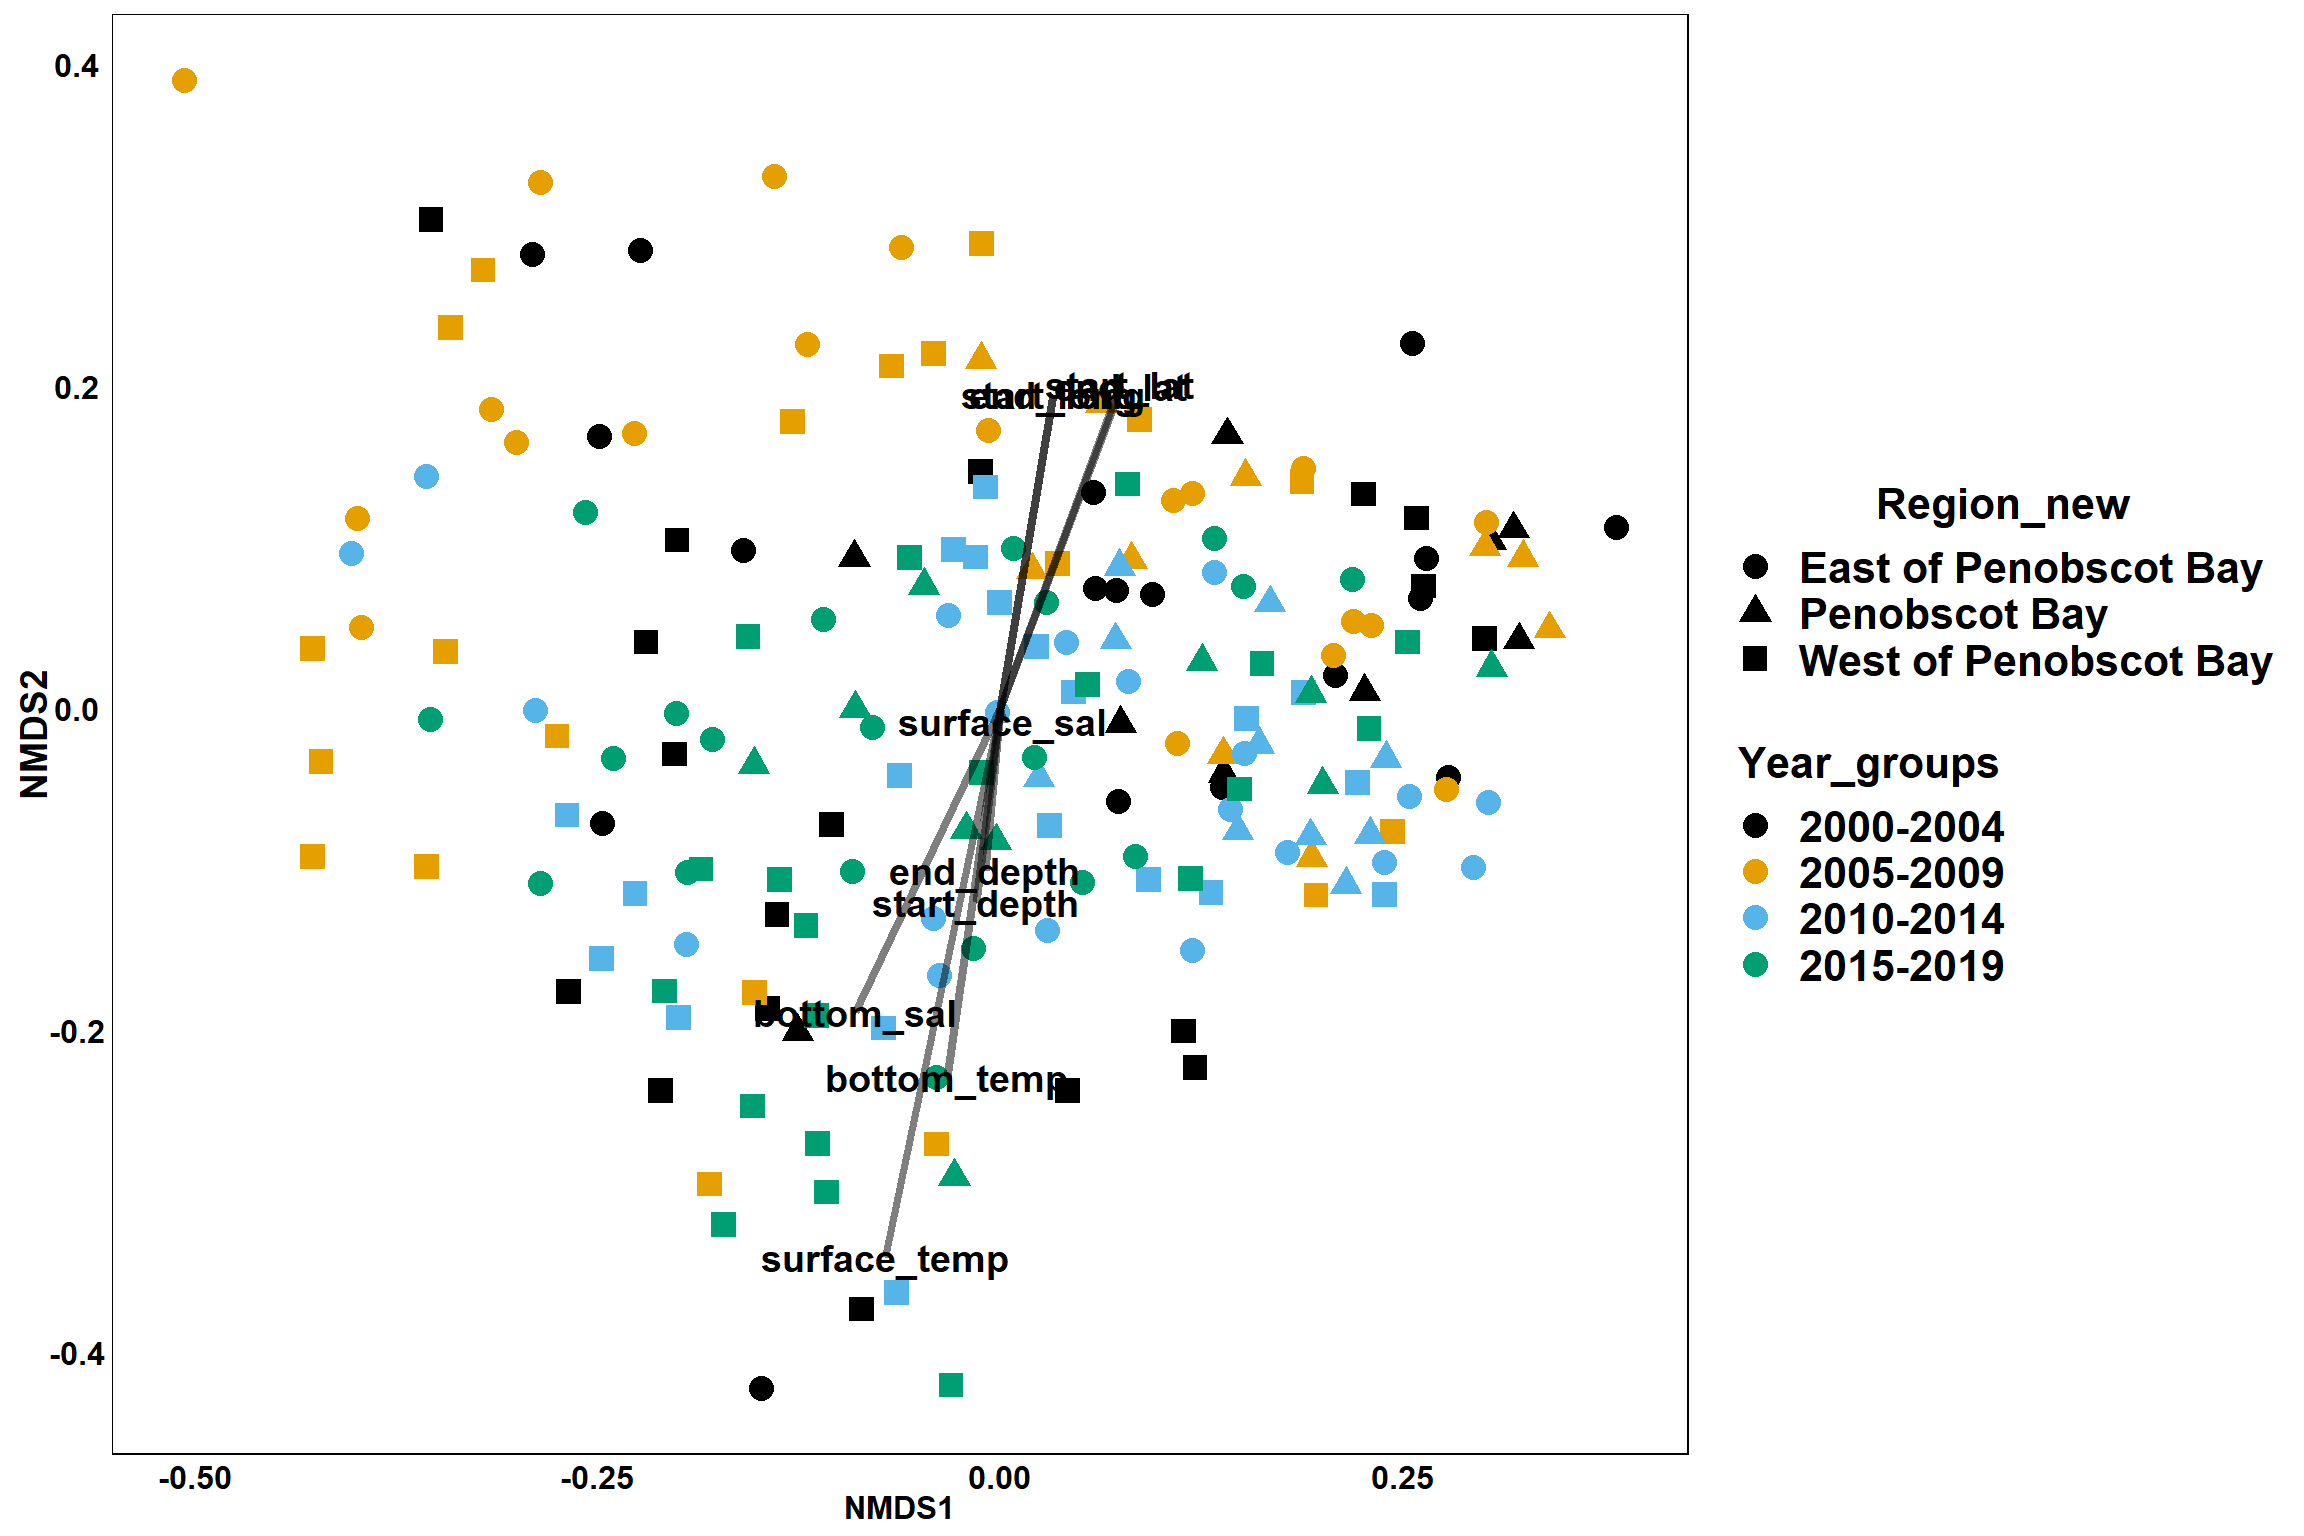 0.4
0.2
0.0
-0.2
-0.4
NMDS2
start_lat
surface_sal
end_depth
start_depth
bottom_sal
bottom_temp
surface_temp
-0.50
-0.25
0.00
0.25
NMDS1
Region_new
East of Penobscot Bay
Penobscot Bay
West of Penobscot Bay
Year_groups
2000-2004
2005-2009
2010-2014
2015-2019